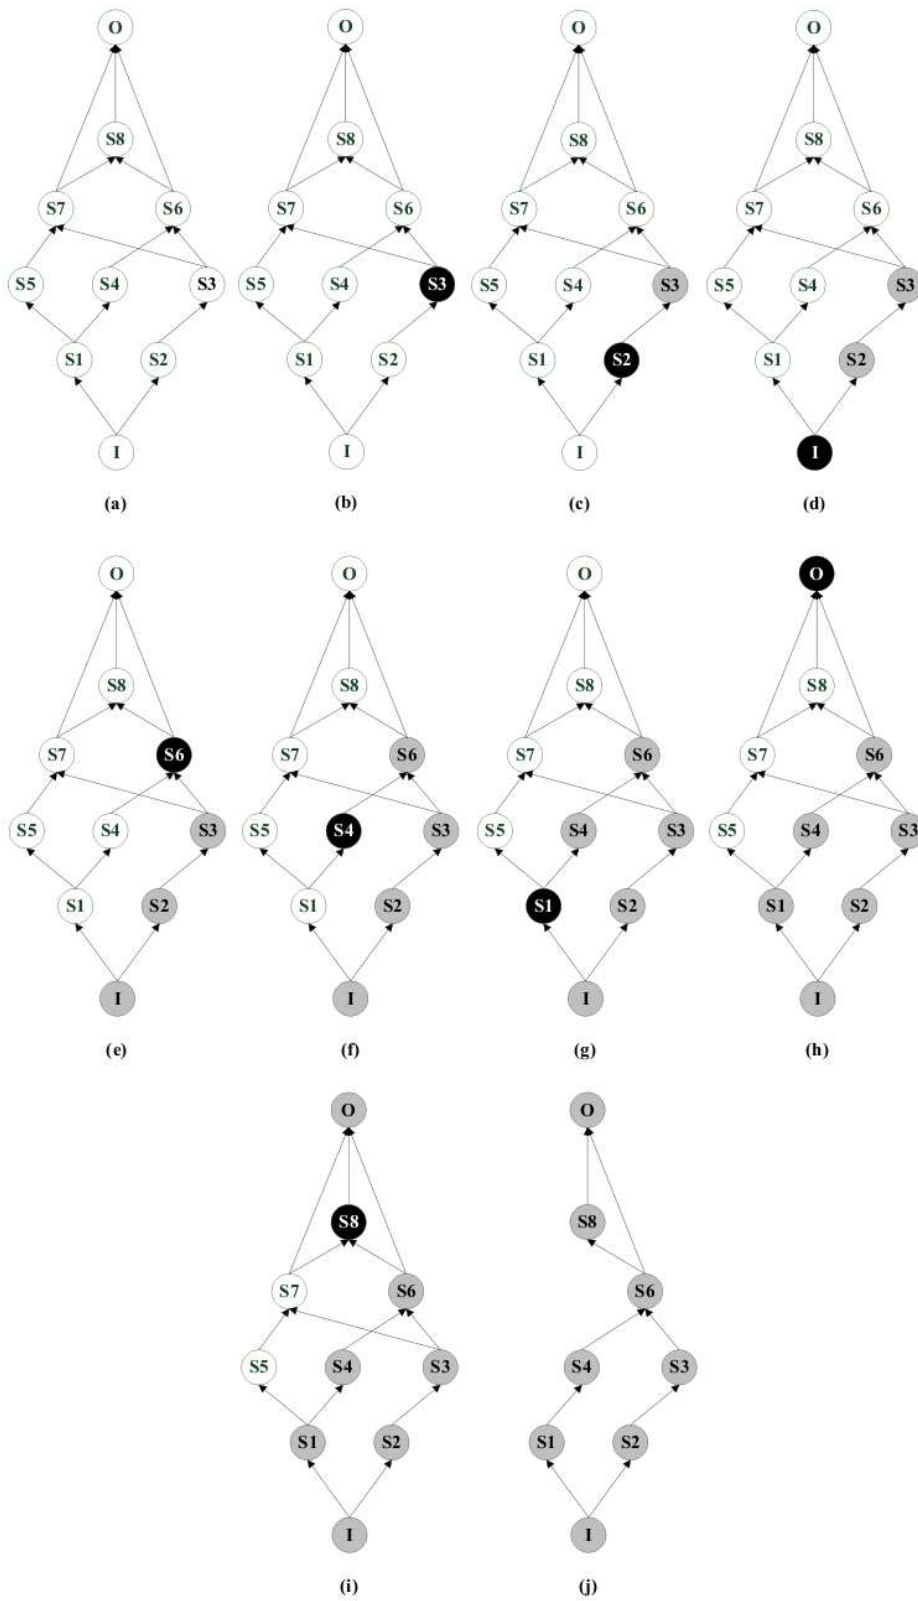 O O O O
S8 S8 S8 S8
S7 S6 S7 S6 S7 S6 S7 S6
S5 S4 S3 S5 S4 S3 S5 S4 S3 S5 S4 S3
S1 S2 S1 S2 S1 S2 S1 S2
I I I I
(a) (b) (c) (d)
O O O O
S8 S8 S8 S8
S7 S6 S7 S6 S7 S6 S7 S6
S5 S4 S3 S5 S4 S3 S5 S4 S3 S5 S4 S3
S1 S2 S1 S2 S1 S2 S1 S2
I I I I
(e) (f) (g) (h)
O O
S8 S8
S7 S6 S6
S5 S4 S3 S4 S3
S1 S2 S1 S2
I I
(i) (j)